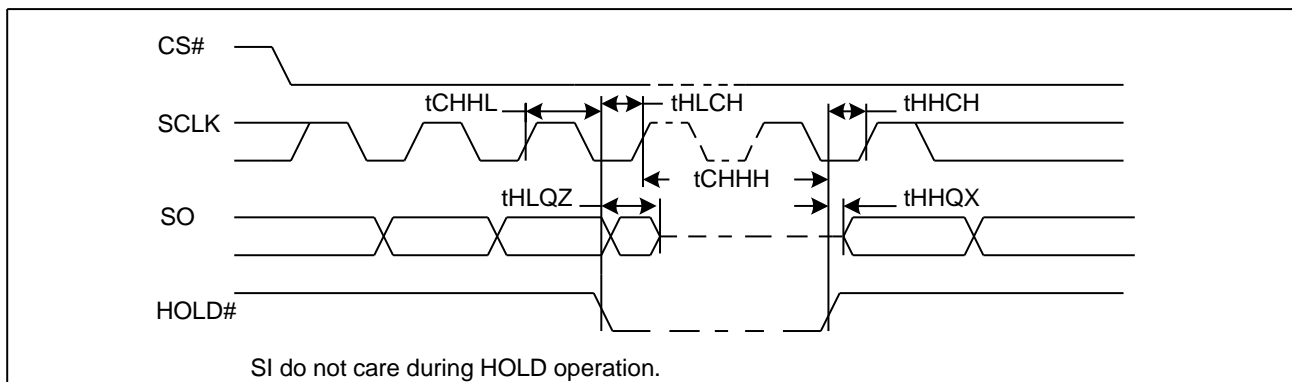 CS#
tCHHL
tHLCH
tHHCH
SCLK
tCHHH
tHLQZ
tHHQX
SO
HOLD#
SI do not care during HOLD operation.